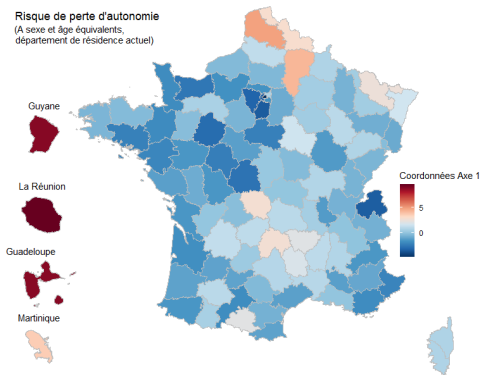 Risque de perte d'autonomie
(A sexe et âge équivalents,
département de résidence actuel)
Guyane
La Réunion
Guadeloupe
Martinique
Coordonnées Axe 1
5
0